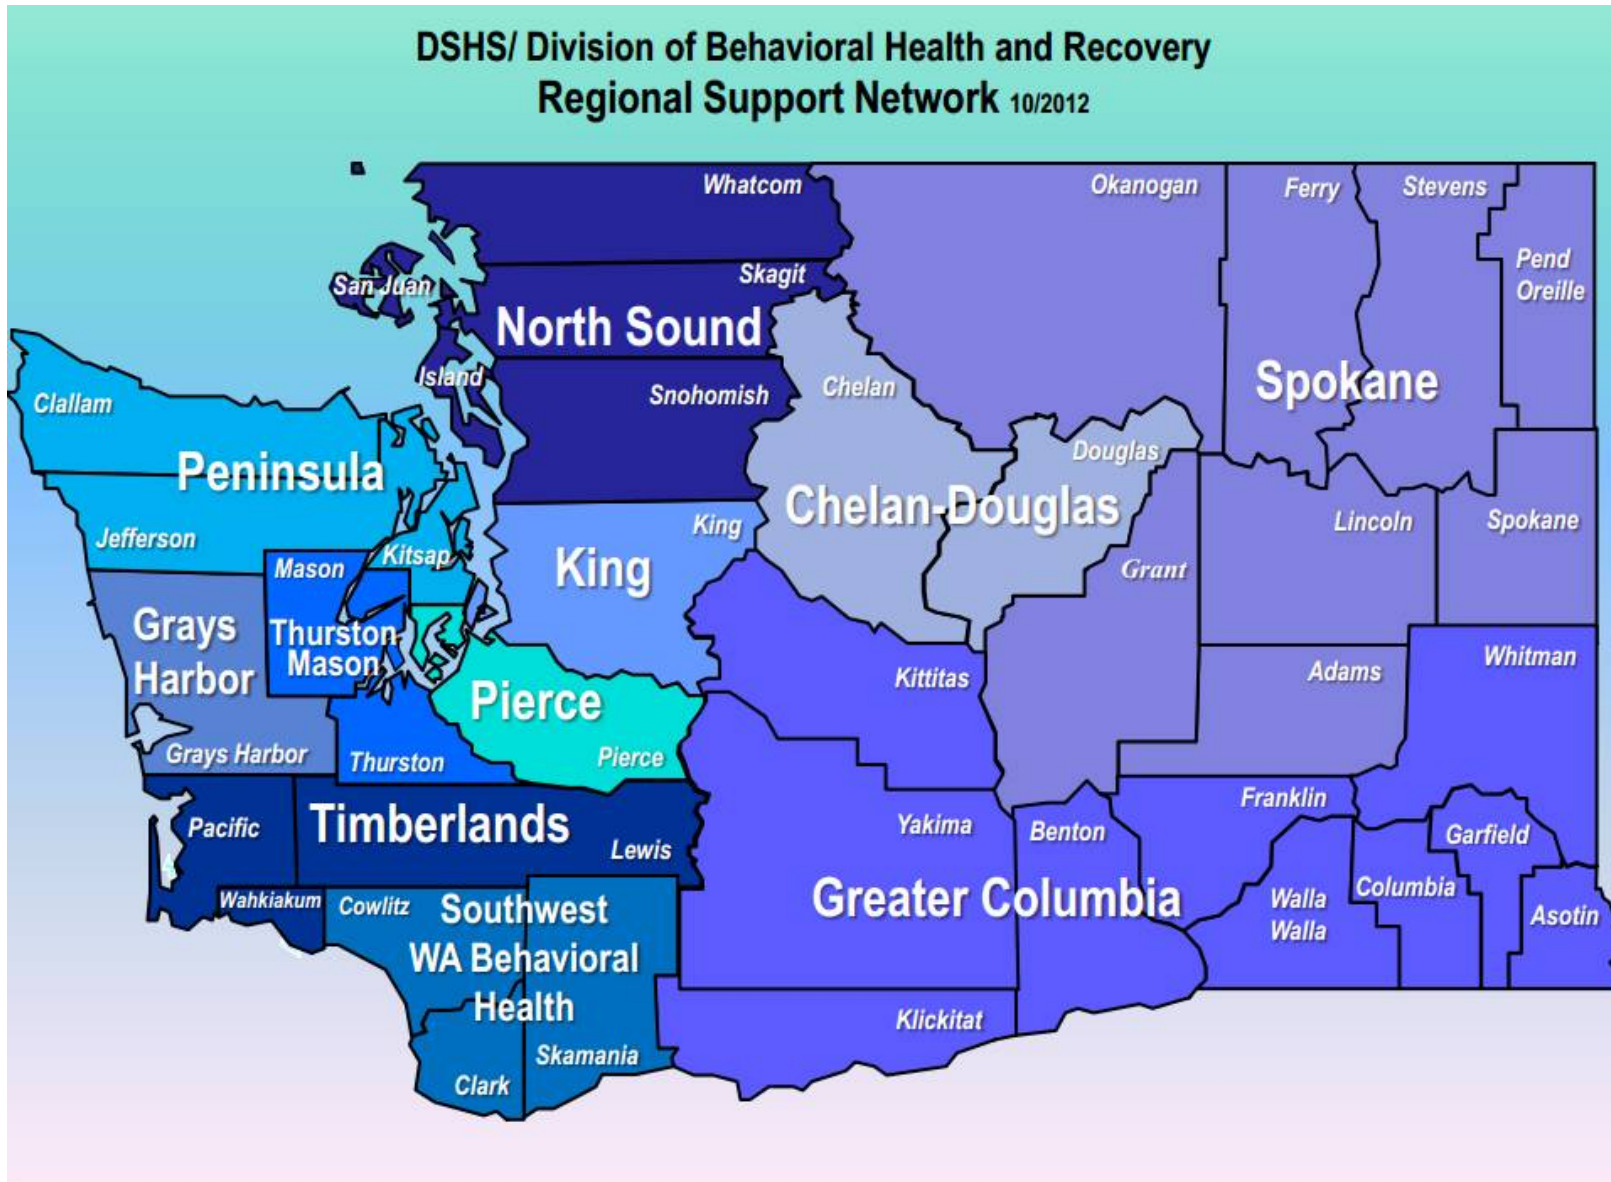 DSHS/ Division of Behavioral Health and Recovery
Regional Support Network 10/2012
Whatcom
Okanogan
Ferry
Stevens
Pend
Oreille
San Juan
Skagit
North Sound
Island
Snohomish
Chelan
Spokane
Clallam
Peninsula
Douglas
Chelan-Douglas
Jefferson
Kitsap
King
King
Lincoln
Spokane
Mason
Grant
Grays
Harbor
Thurston
Mason
Kittitas
Adams
Whitman
Pierce
Pierce
Grays Harbor
Thurston
Pacific
Timberlands
Lewis
Yakima
Benton
Franklin
Garfield
Wahkiakum
Cowlitz
Southwest
WA Behavioral
Health
Greater Columbia
Walla
Walla
Columbia
Asotin
Klickitat
Skamania
Clark